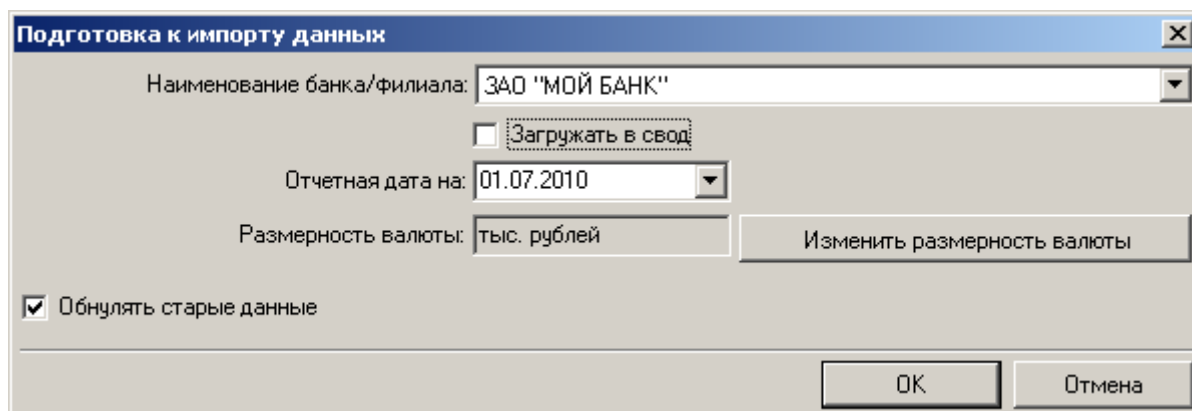 Подготовка к импорту данных
Наименование банка/филиала: ЗАО "МОЙ БАНК"
Загружать в свод
Отчетная дата на: 01.07.2010
Размерность валюты: тыс. рублей Изменить размерность валюты
Обнулять старые данные
OK Отмена